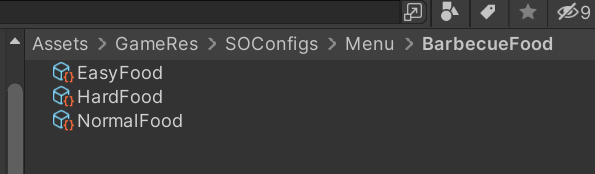 9
Assets > GameRes > SOConfigs > Menu > BarbecueFood
EasyFood
HardFood
NormalFood